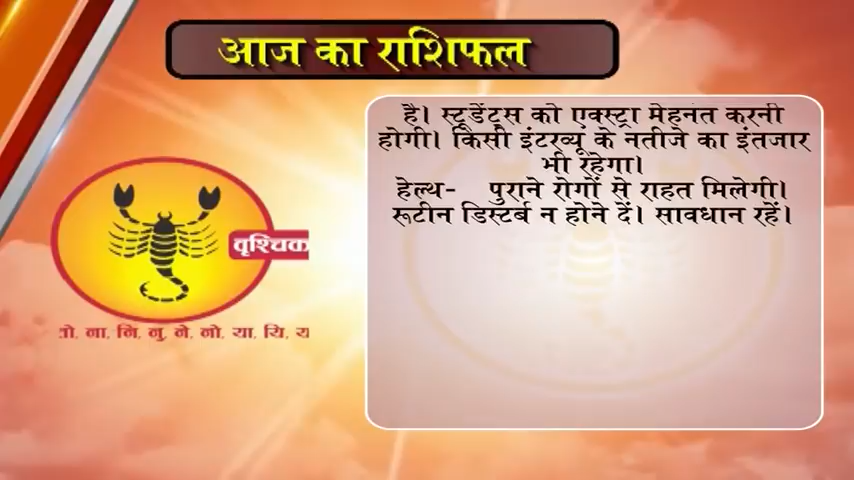 आज का राशिफल
है। स्टूडेंट्स को एक्स्ट्रा मेहनत करनी
होगी। किसी इंटरव्यू के नतीजे का इंतजार
भी रहेगा।
हेल्थ- पुराने रोगों से राहत मिलेगी।
रूटीन डिस्टर्ब न होने दें। सावधान रहें।
वृश्चिक
ना, नि, नु, ने, नो, या, यि,